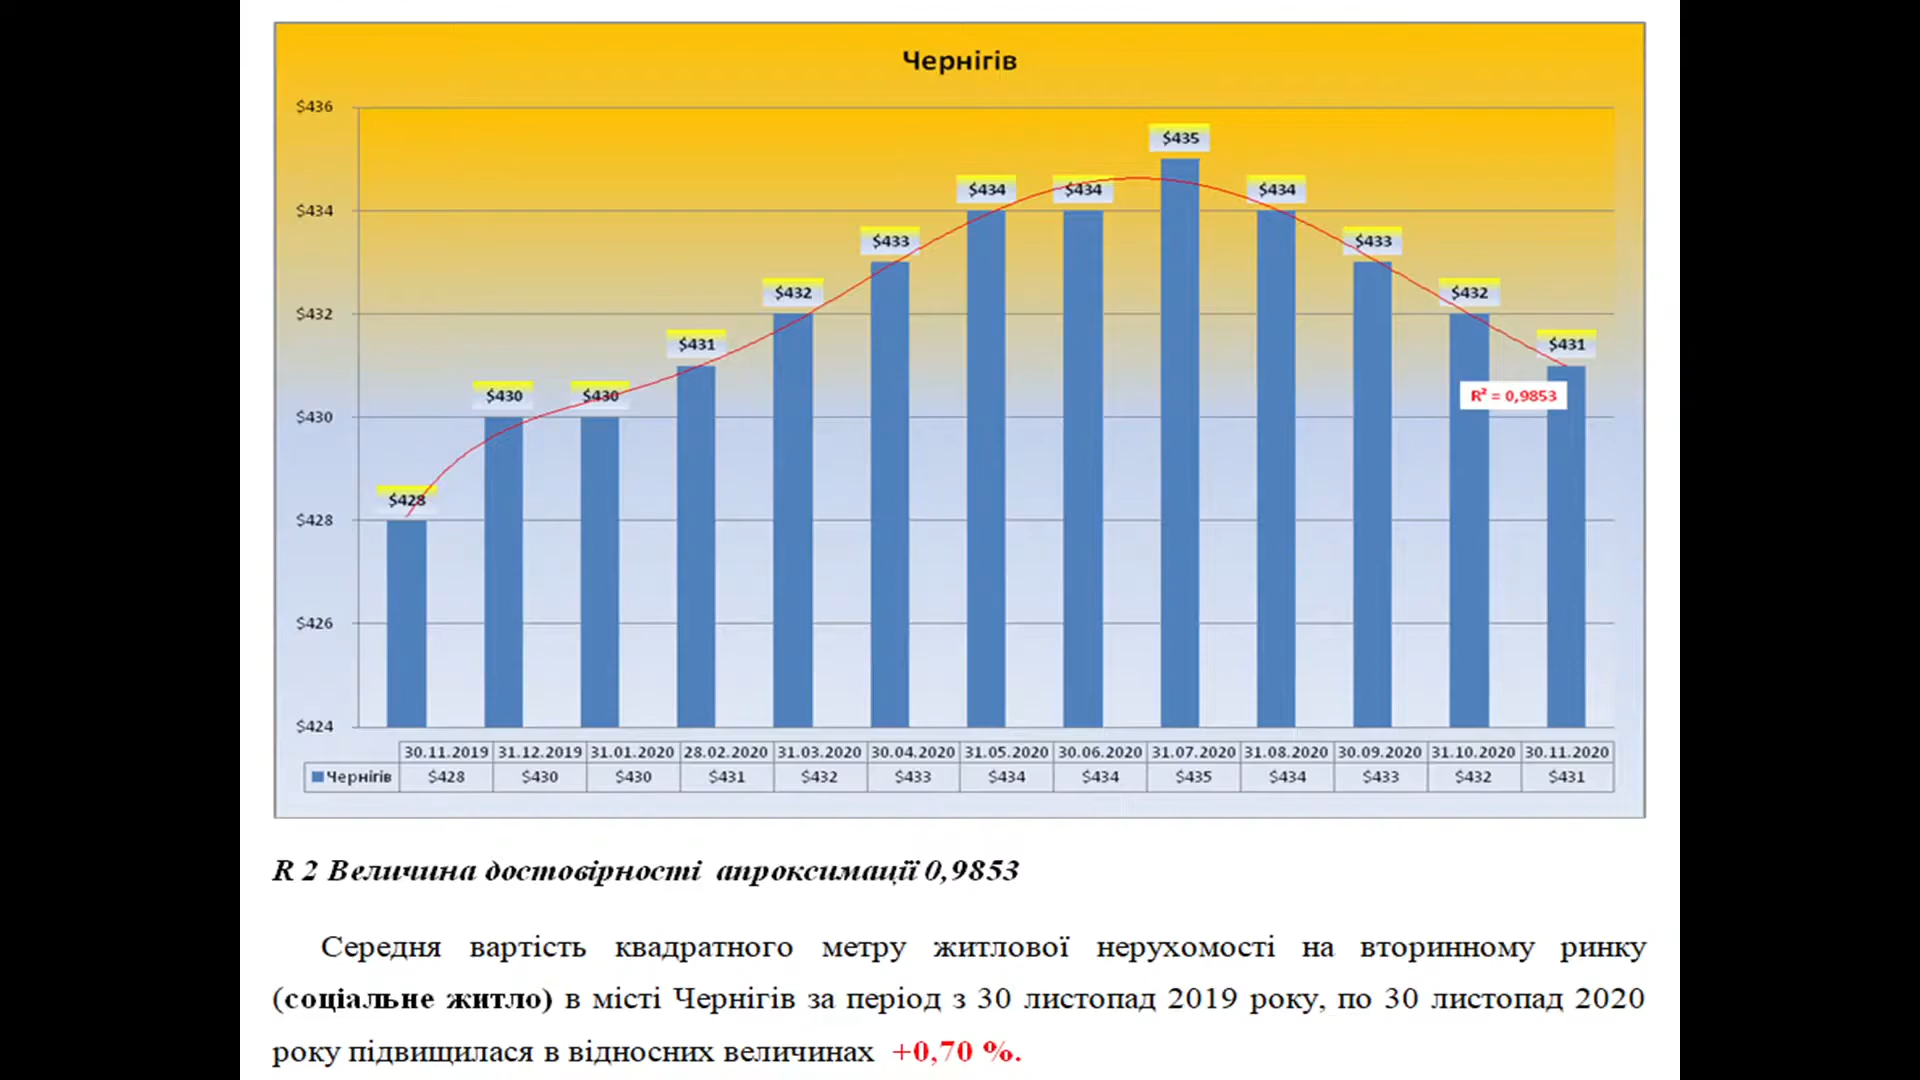 Чернігів
$436
$434
$432
$430
$428
$426
$424
$428
$430
$430
$431
$432
$433
$434
$434
$435
$434
$433
$432
$431
R² = 0,9853
30.11.2019 31.12.2019 31.01.2020 28.02.2020 31.03.2020 30.04.2020 31.05.2020 30.06.2020 31.07.2020 31.08.2020 30.09.2020 31.10.2020 30.11.2020
Чернігів $428 $430 $430 $431 $432 $433 $434 $434 $435 $434 $433 $432 $431
R 2 Величина достовірності апроксимації 0,9853
Середня вартість квадратного метру житлової нерухомості на вторинному ринку
(соціальне житло) в місті Чернігів за період з 30 листопад 2019 року, по 30 листопад 2020
року підвищилася в відносних величинах +0,70 %.